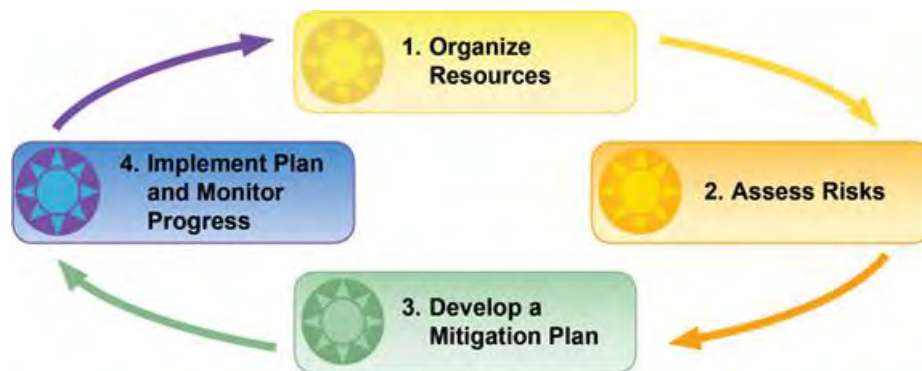 1. Organize
Resources
2. Assess Risks
3. Develop a
Mitigation Plan
4. Implement Plan
and Monitor
Progress